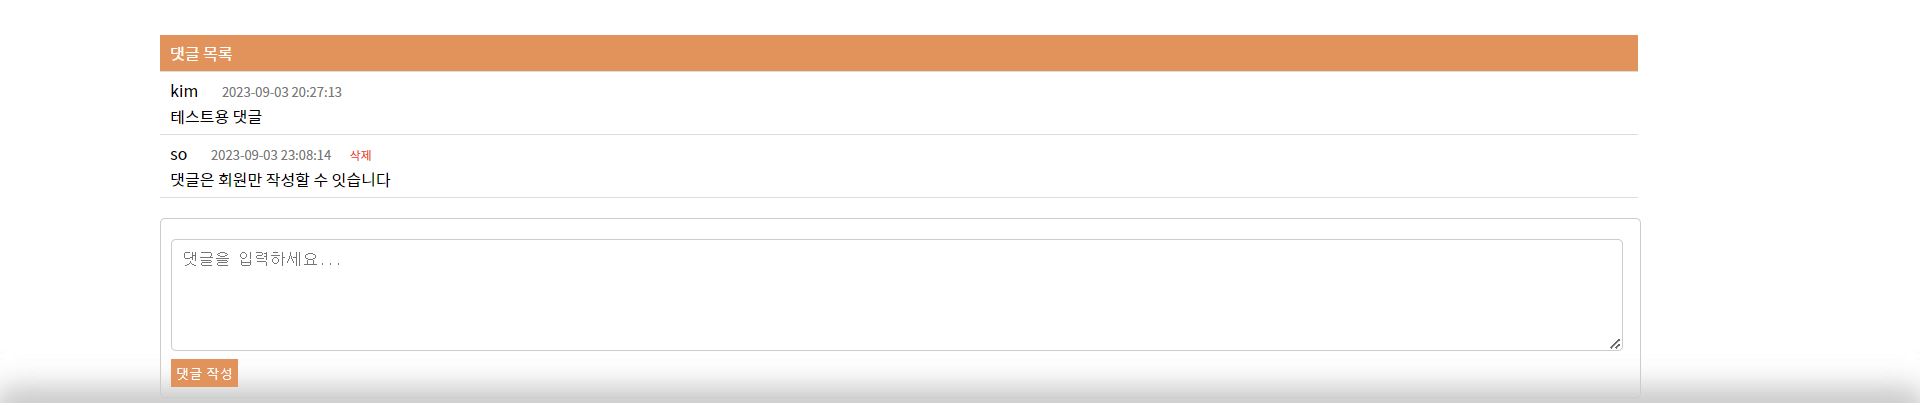 댓글 목록
kim 2023-09-03 20:27:13
테스트용 댓글
so 2023-09-03 23:08:14 삭제
댓글은 회원만 작성할 수 잇습니다
댓글을 입력하세요...
댓글 작성